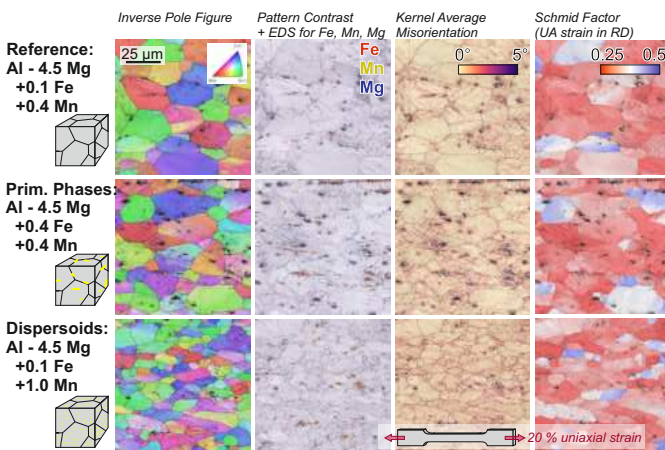 Inverse Pole Figure
Pattern Contrast
+ EDS for Fe, Mn, Mg
Kernel Average
Misorientation
Schmid Factor
(UA strain in RD)
Reference:
Al - 4.5 Mg
+0.1 Fe
+0.4 Mn
25 µm
Fe
Mn
Mg
0° 5°
0.25 0.5
Prim. Phases:
Al - 4.5 Mg
+0.4 Fe
+0.4 Mn
Dispersoids:
Al - 4.5 Mg
+0.1 Fe
+1.0 Mn
20 % uniaxial strain